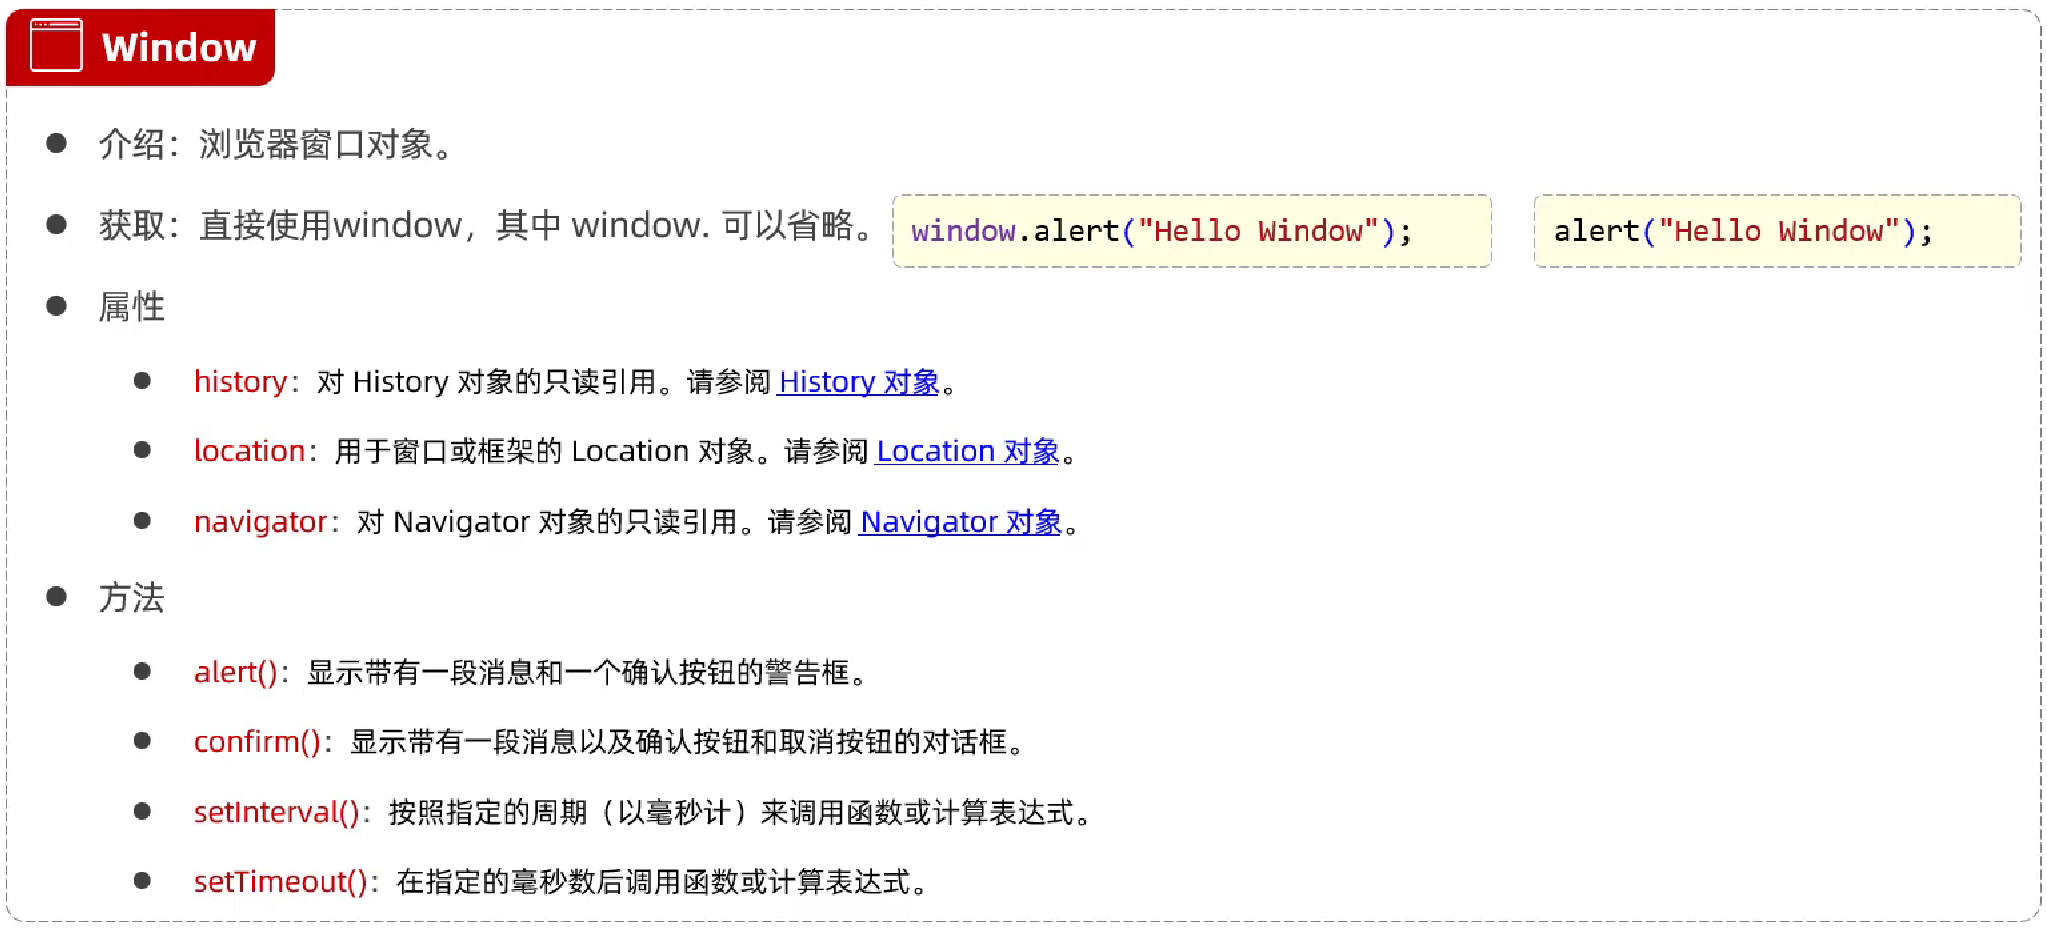 Window
介绍：浏览器窗口对象。
获取：直接使用window，其中 window. 可以省略。 window.alert("Hello Window"); alert("Hello Window");
属性
history：对 History 对象的只读引用。请参阅 History 对象。
location：用于窗口或框架的 Location 对象。请参阅 Location 对象。
navigator：对 Navigator 对象的只读引用。请参阅 Navigator 对象。
方法
alert()：显示带有一段消息和一个确认按钮的警告框。
confirm()：显示带有一段消息以及确认按钮和取消按钮的对话框。
setInterval()：按照指定的周期（以毫秒计）来调用函数或计算表达式。
setTimeout()：在指定的毫秒数后调用函数或计算表达式。